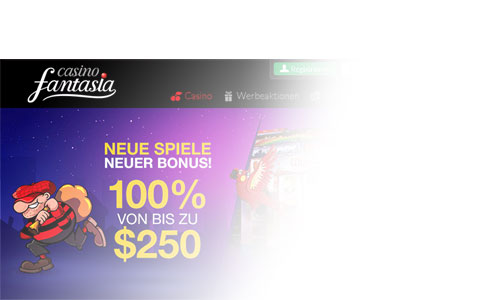 casino
fantasia
Casino
Werbeaktionen
NEUE SPIELE
NEUER BONUS!
100%
VON BIS ZU
$250